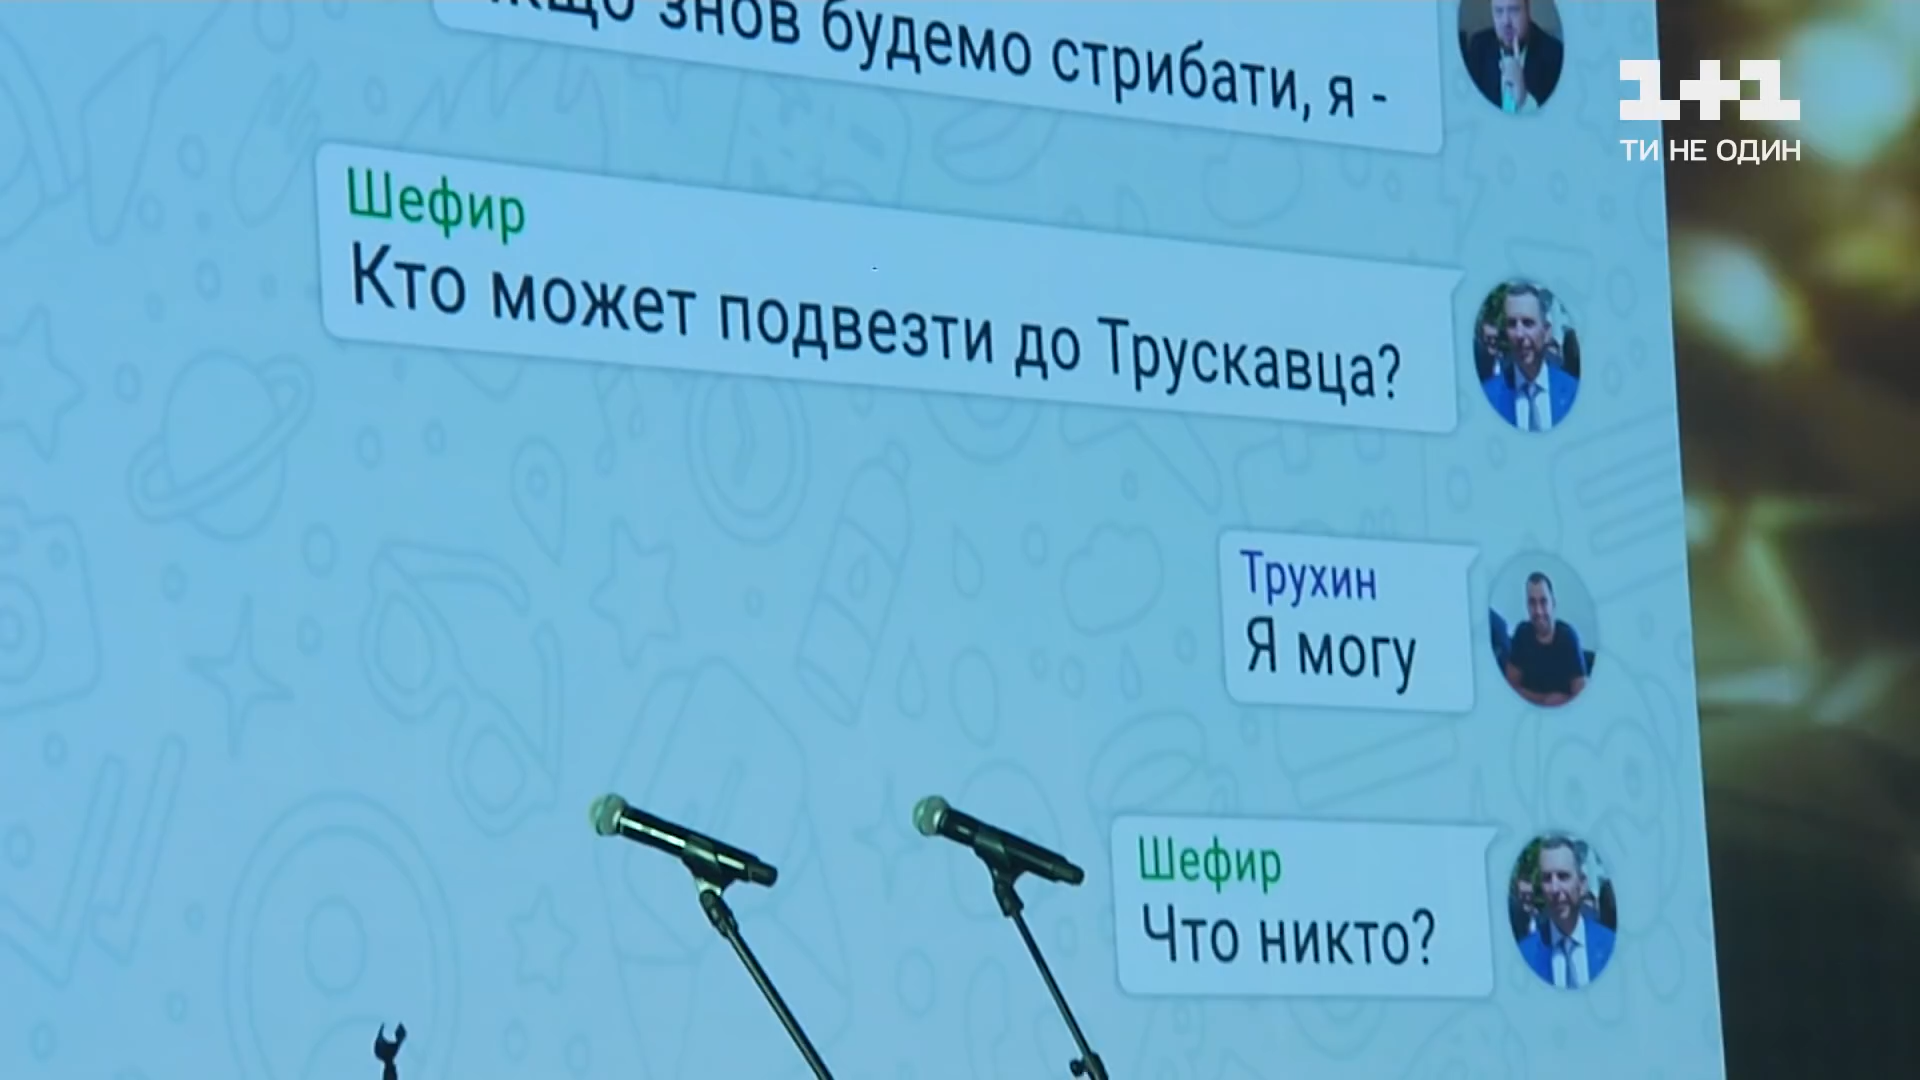 знов будемо стрибати, я -
1+1
ТИ НЕ ОДИН
Шефир
Кто может подвезти до Трускавца?
Трухин
Я могу
Шефир
Что никто?